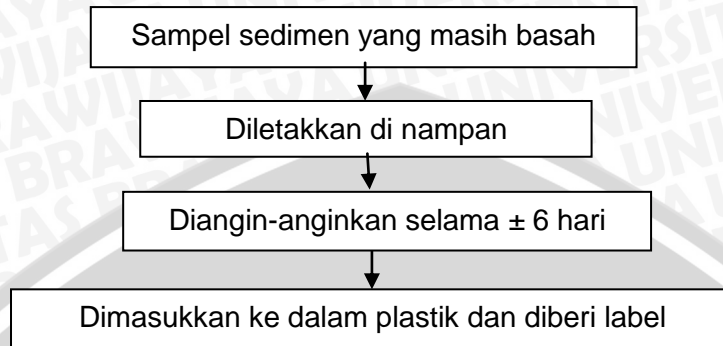 Sampel sedimen yang masih basah
Diletakkan di nampan
Diangin-anginkan selama ± 6 hari
Dimasukkan ke dalam plastik dan diberi label